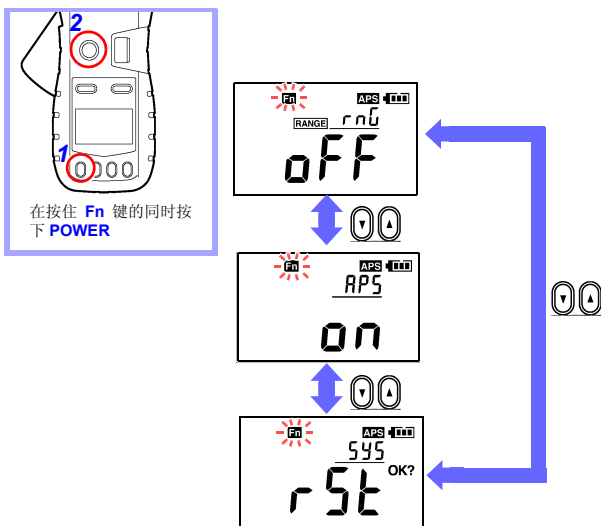 2
1
在按住 Fn 键的同时按
下 POWER
Fn APS
RANGE rnG
oFF
Fn APS
APS
on
Fn APS
SYS
OK?
rSt